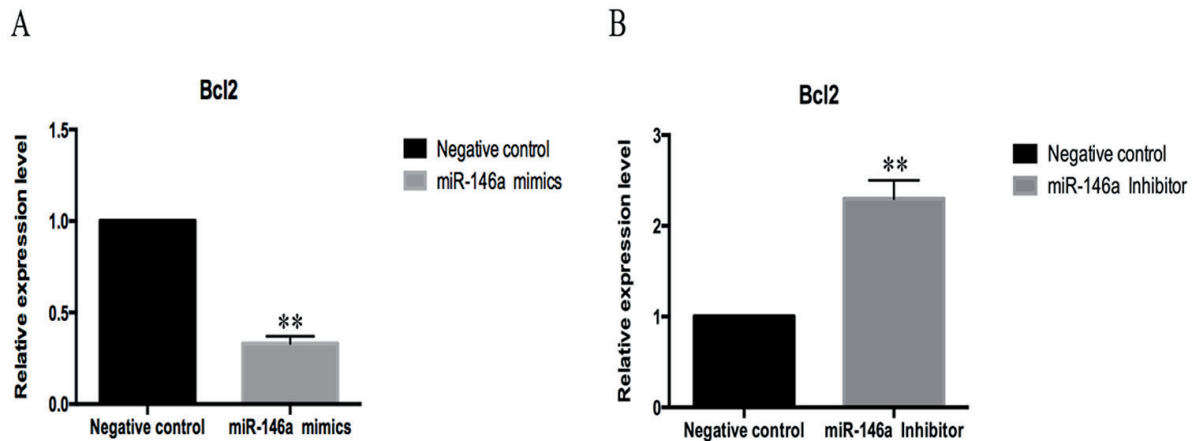 A
Bcl2
Relative expression level
1.5
1.0
0.5
0.0
**
Negative control
miR-146a mimics
Negative control
miR-146a mimics
B
Bcl2
Relative expression level
3
2
1
0
**
Negative control
miR-146a Inhibitor
Negative control
miR-146a Inhibitor